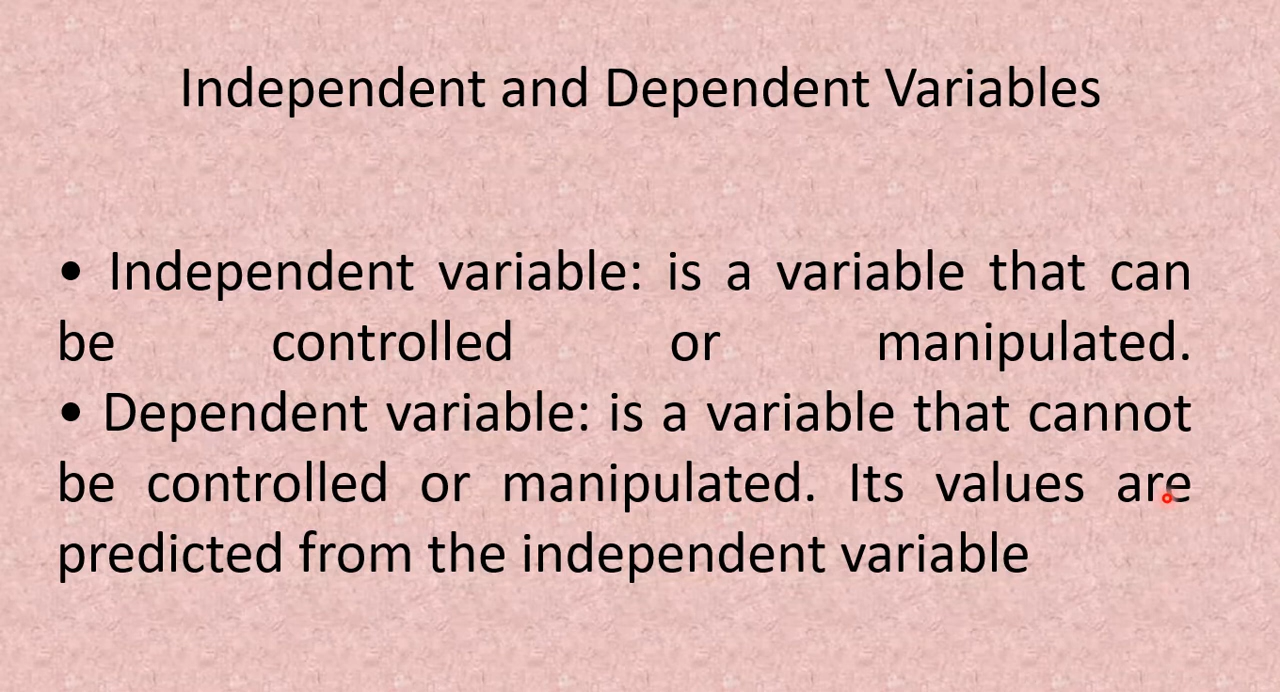 Independent and Dependent Variables
• Independent variable: is a variable that can
be controlled or manipulated.
• Dependent variable: is a variable that cannot
be controlled or manipulated. Its values are
predicted from the independent variable